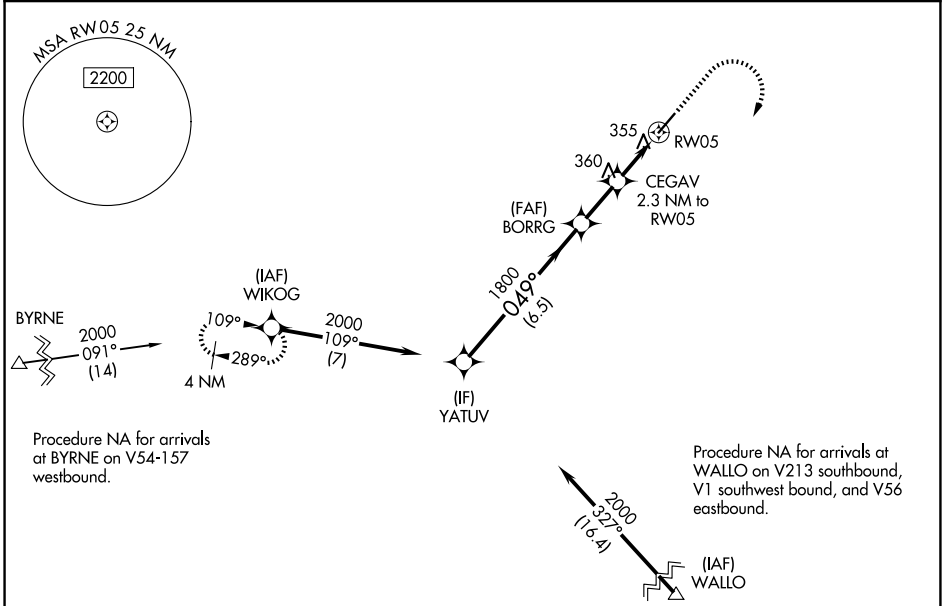 MSA RW05 25 NM
2200
355
RW05
360
CEGAV
2.3 NM to
RW05
(FAF)
BORRG
1800
049°
(6.5)
(IAF)
WIKOG
109°
289°
4 NM
2000
109°
(7)
BYRNE
2000
091°
(14)
(IF)
YATUV
Procedure NA for arrivals
at BYRNE on V54-157
westbound.
Procedure NA for arrivals at
WALLO on V213 southbound,
V1 southwest bound, and V56
eastbound.
2000
327°
(16.4)
(IAF)
WALLO